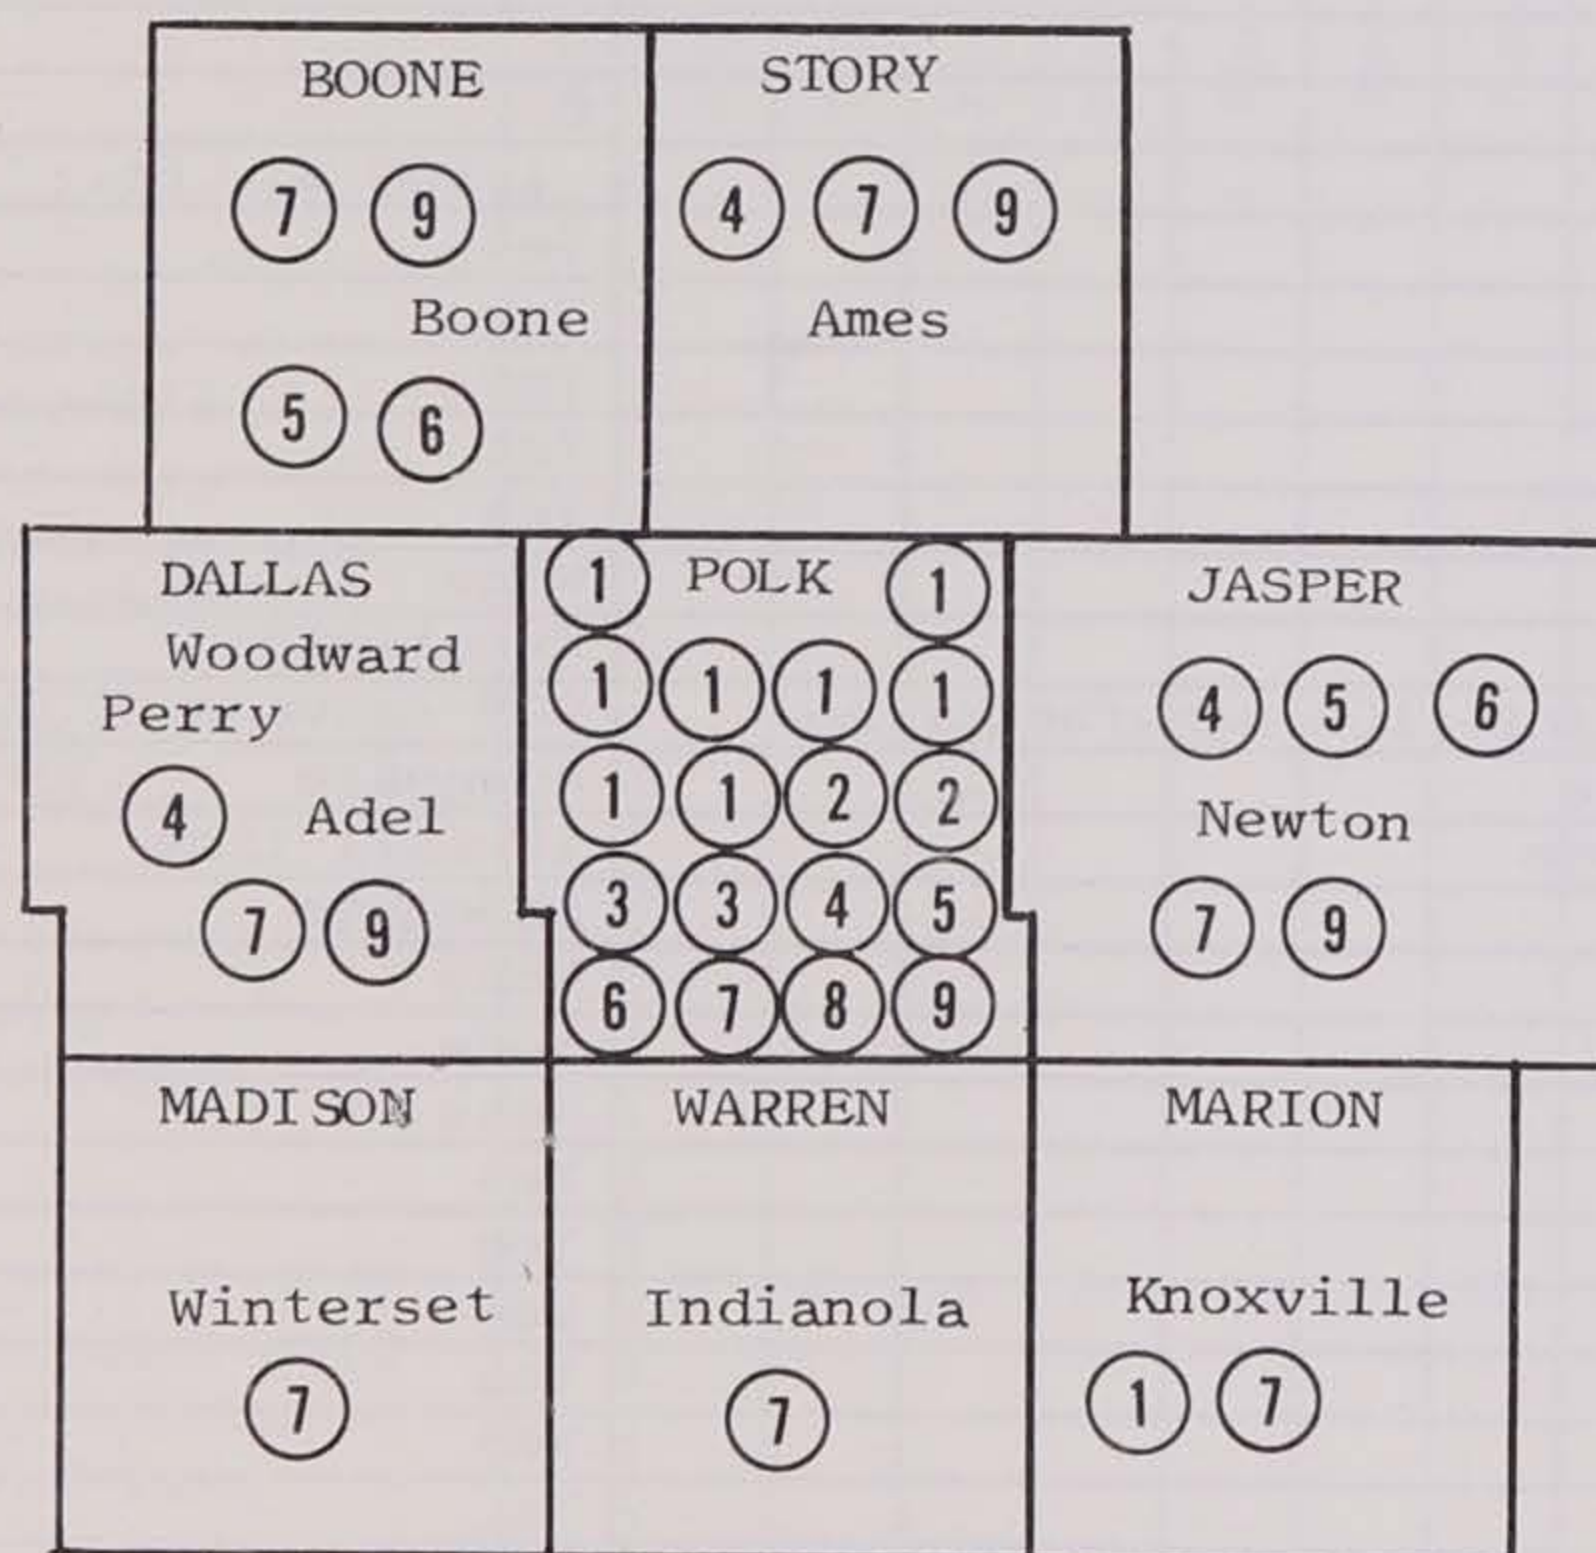 BOONE
7 9
Boone
5 6
STORY
4 7 9
Ames
DALLAS
Woodward
Perry
4 Adel
7 9
1 POLK 1
1 1 1 1
1 1 2 2
3 3 4 5
6 7 8 9
JASPER
4 5 6
Newton
7 9
MADISON
Winterset
7
WARREN
Indianola
7
MARION
Knoxville
1 7